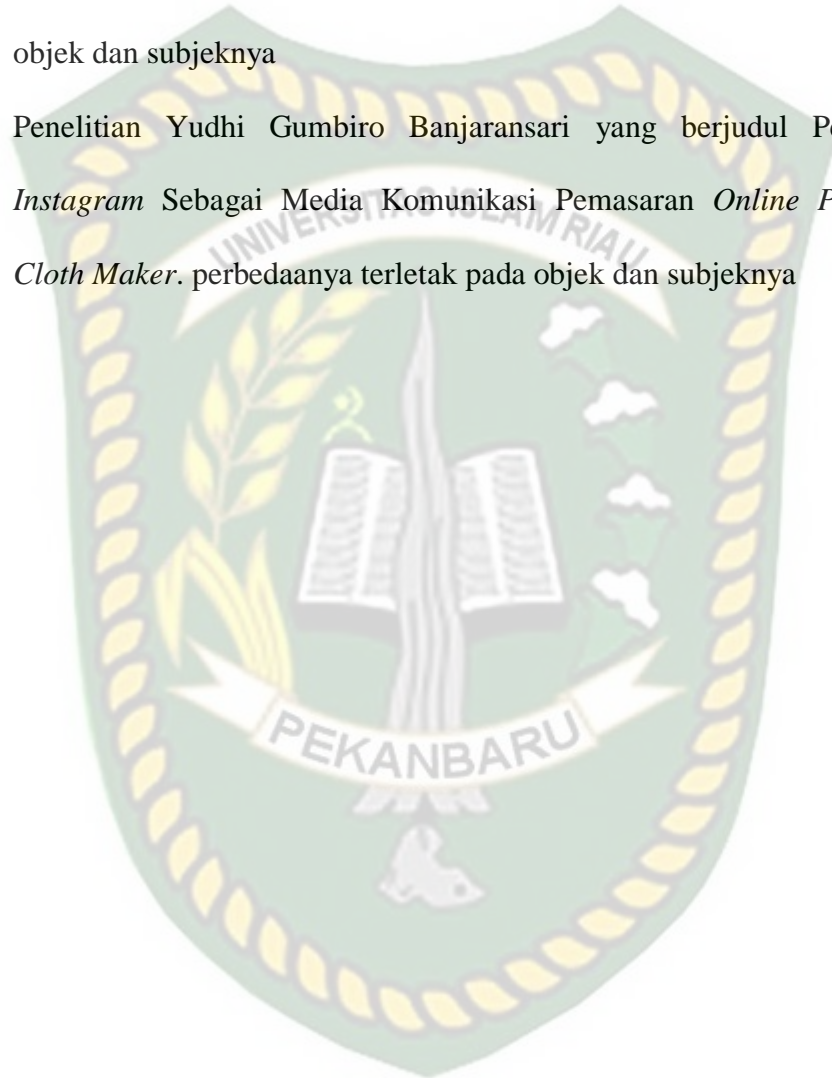 objek dan subjeknya
Penelitian Yudhi Gumbiro Banjaransari yang berjudul
Instagram Sebagai Media Komunikasi Pemasaran Online
Cloth Maker. perbedaanya terletak pada objek dan subjeknya
UNIVERSITAS ISLAM RIAU
PEKANBARU